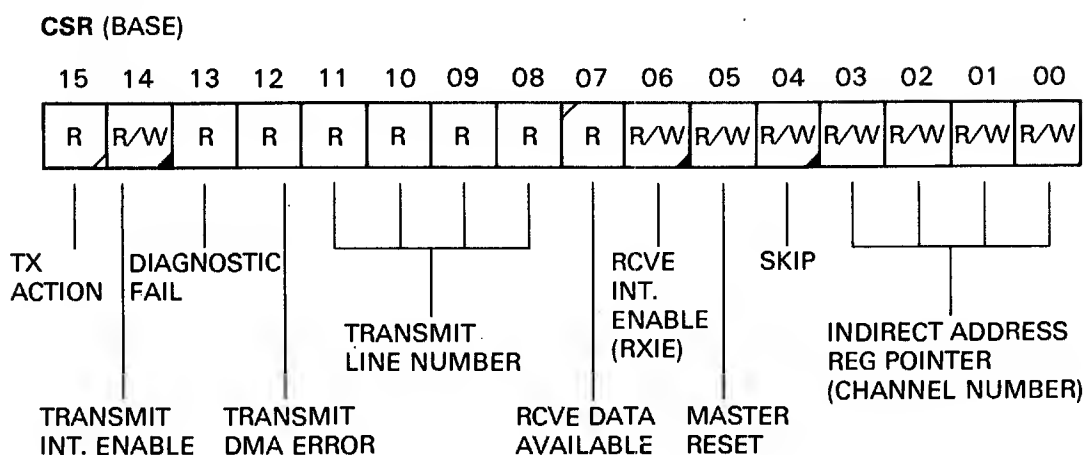 CSR (BASE)
15 14 13 12 11 10 09 08 07 06 05 04 03 02 01 00
R R/W R R R R R R R R/W R/W R/W R/W R/W R/W R/W
TX
ACTION
DIAGNOSTIC
FAIL
TRANSMIT
LINE NUMBER
RCVE
INT.
ENABLE
(RXIE)
SKIP
INDIRECT ADDRESS
REG POINTER
(CHANNEL NUMBER)
TRANSMIT
INT. ENABLE
TRANSMIT
DMA ERROR
RCVE DATA
AVAILABLE
MASTER
RESET